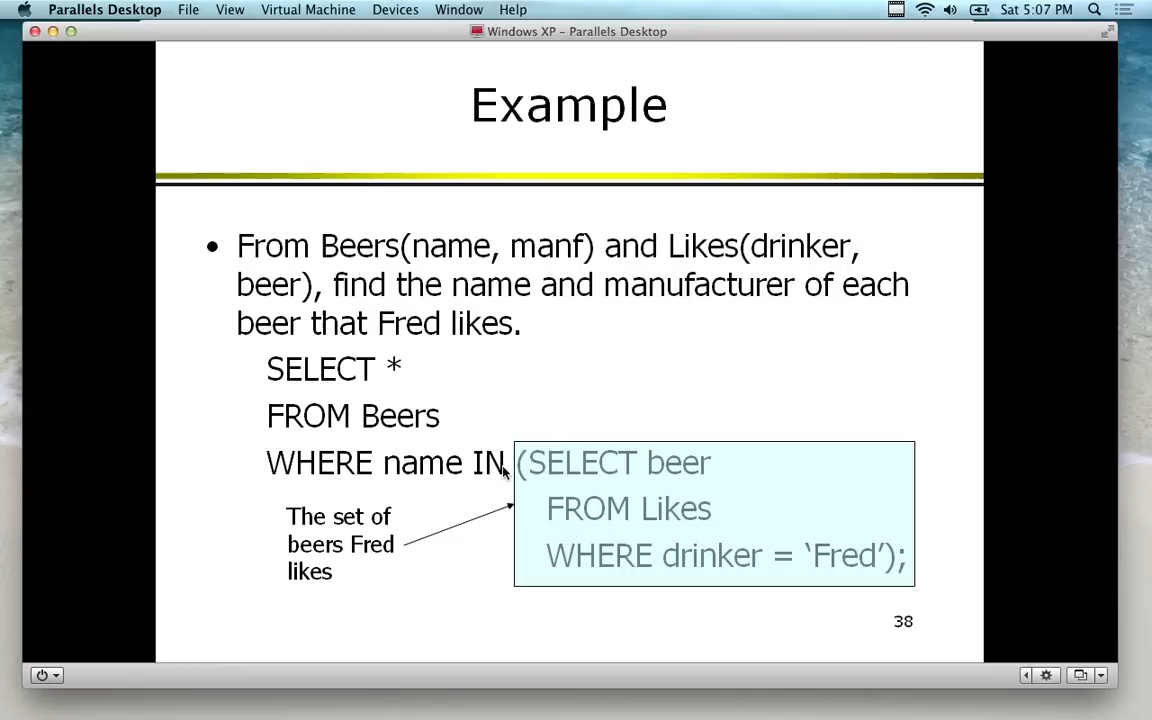 Parallels Desktop File View Virtual Machine Devices Window Help Sat 5:07 PM
Windows XP – Parallels Desktop
Example
• From Beers(name, manf) and Likes(drinker,
beer), find the name and manufacturer of each
beer that Fred likes.
SELECT *
FROM Beers
WHERE name IN (SELECT beer
FROM Likes
WHERE drinker = ‘Fred’);
The set of
beers Fred
likes
38